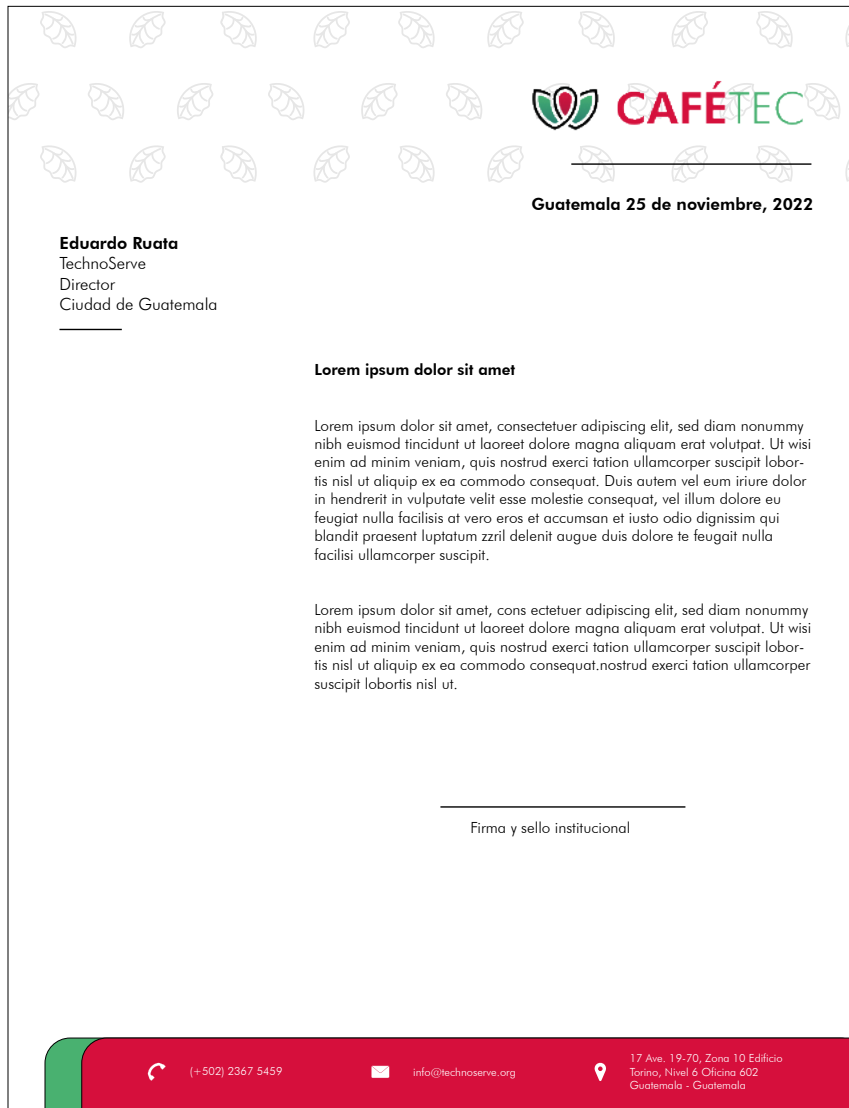 CAFÉTEC
Guatemala 25 de noviembre, 2022
Eduardo Ruata
TechnoServe
Director
Ciudad de Guatemala
Lorem ipsum dolor sit amet
Lorem ipsum dolor sit amet, consectetuer adipiscing elit, sed diam nonummy
nibh euismod tincidunt ut laoreet dolore magna aliquam erat volutpat. Ut wisi
enim ad minim veniam, quis nostrud exerci tation ullamcorper suscipit lobor-
tis nisl ut aliquip ex ea commodo consequat. Duis autem vel eum iriure dolor
in hendrerit in vulputate velit esse molestie consequat, vel illum dolore eu
feugiat nulla facilisis at vero eros et accumsan et iusto odio dignissim qui
blandit praesent luptatum zzril delenit augue duis dolore te feugait nulla
facilisi ullamcorper suscipit.
Lorem ipsum dolor sit amet, cons ectetuer adipiscing elit, sed diam nonummy
nibh euismod tincidunt ut laoreet dolore magna aliquam erat volutpat. Ut wisi
enim ad minim veniam, quis nostrud exerci tation ullamcorper suscipit lobor-
tis nisl ut aliquip ex ea commodo consequat.nostrud exerci tation ullamcorper
suscipit lobortis nisl ut.
Firma y sello institucional
(+502) 2367 5459
info@technoserve.org
17 Ave. 19-70, Zona 10 Edificio
Torino, Nivel 6 Oficina 602
Guatemala - Guatemala